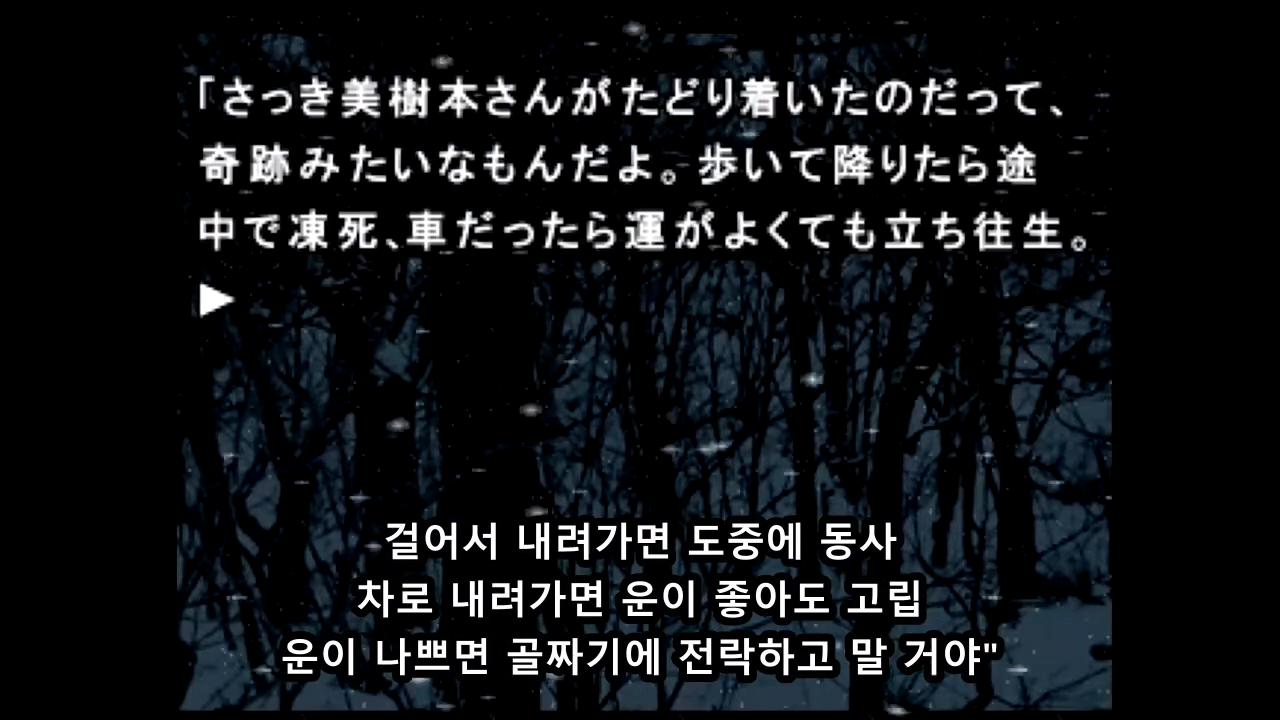 「さっき美樹本さんがたどり着いたのだって、
奇跡みたいなもんだよ。歩いて降りたら途
中で凍死、車だったら運がよくても立ち往生。
걸어서 내려가면 도중에 동사
차로 내려가면 운이 좋아도 고립
운이 나쁘면 골짜기에 전락하고 말 거야"